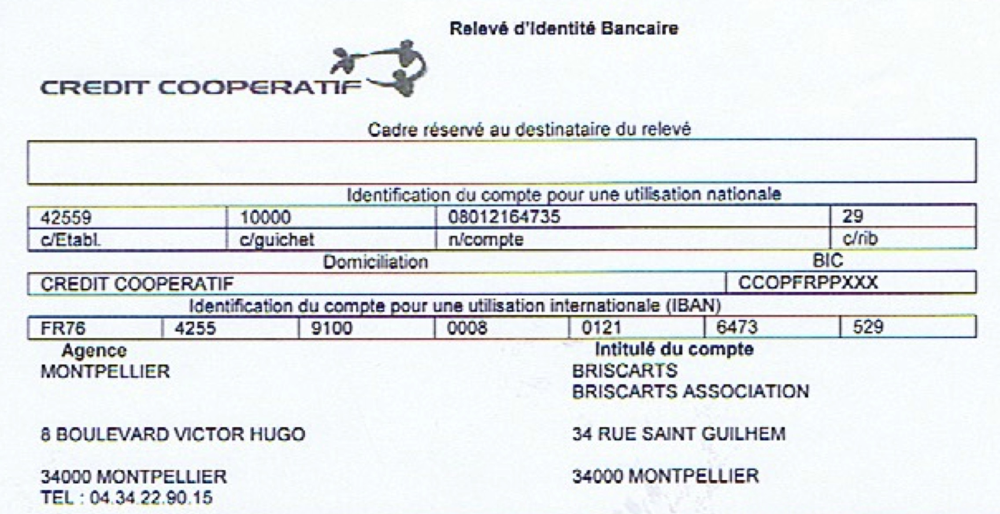 Relevé d'Identité Bancaire
CREDIT COOPERATIF
Cadre réservé au destinataire du relevé
Identification du compte pour une utilisation nationale
42559 10000 08012164735 29
c/Etabl. c/guichet n/compte c/rib
Domiciliation BIC
CREDIT COOPERATIF CCOPFRPPXXX
Identification du compte pour une utilisation internationale (IBAN)
FR76 4255 9100 0008 0121 6473 529
Agence Intitulé du compte
MONTPELLIER BRISCARTS
BRISCARTS ASSOCIATION
8 BOULEVARD VICTOR HUGO 34 RUE SAINT GUILHEM
34000 MONTPELLIER 34000 MONTPELLIER
TEL : 04.34.22.90.15